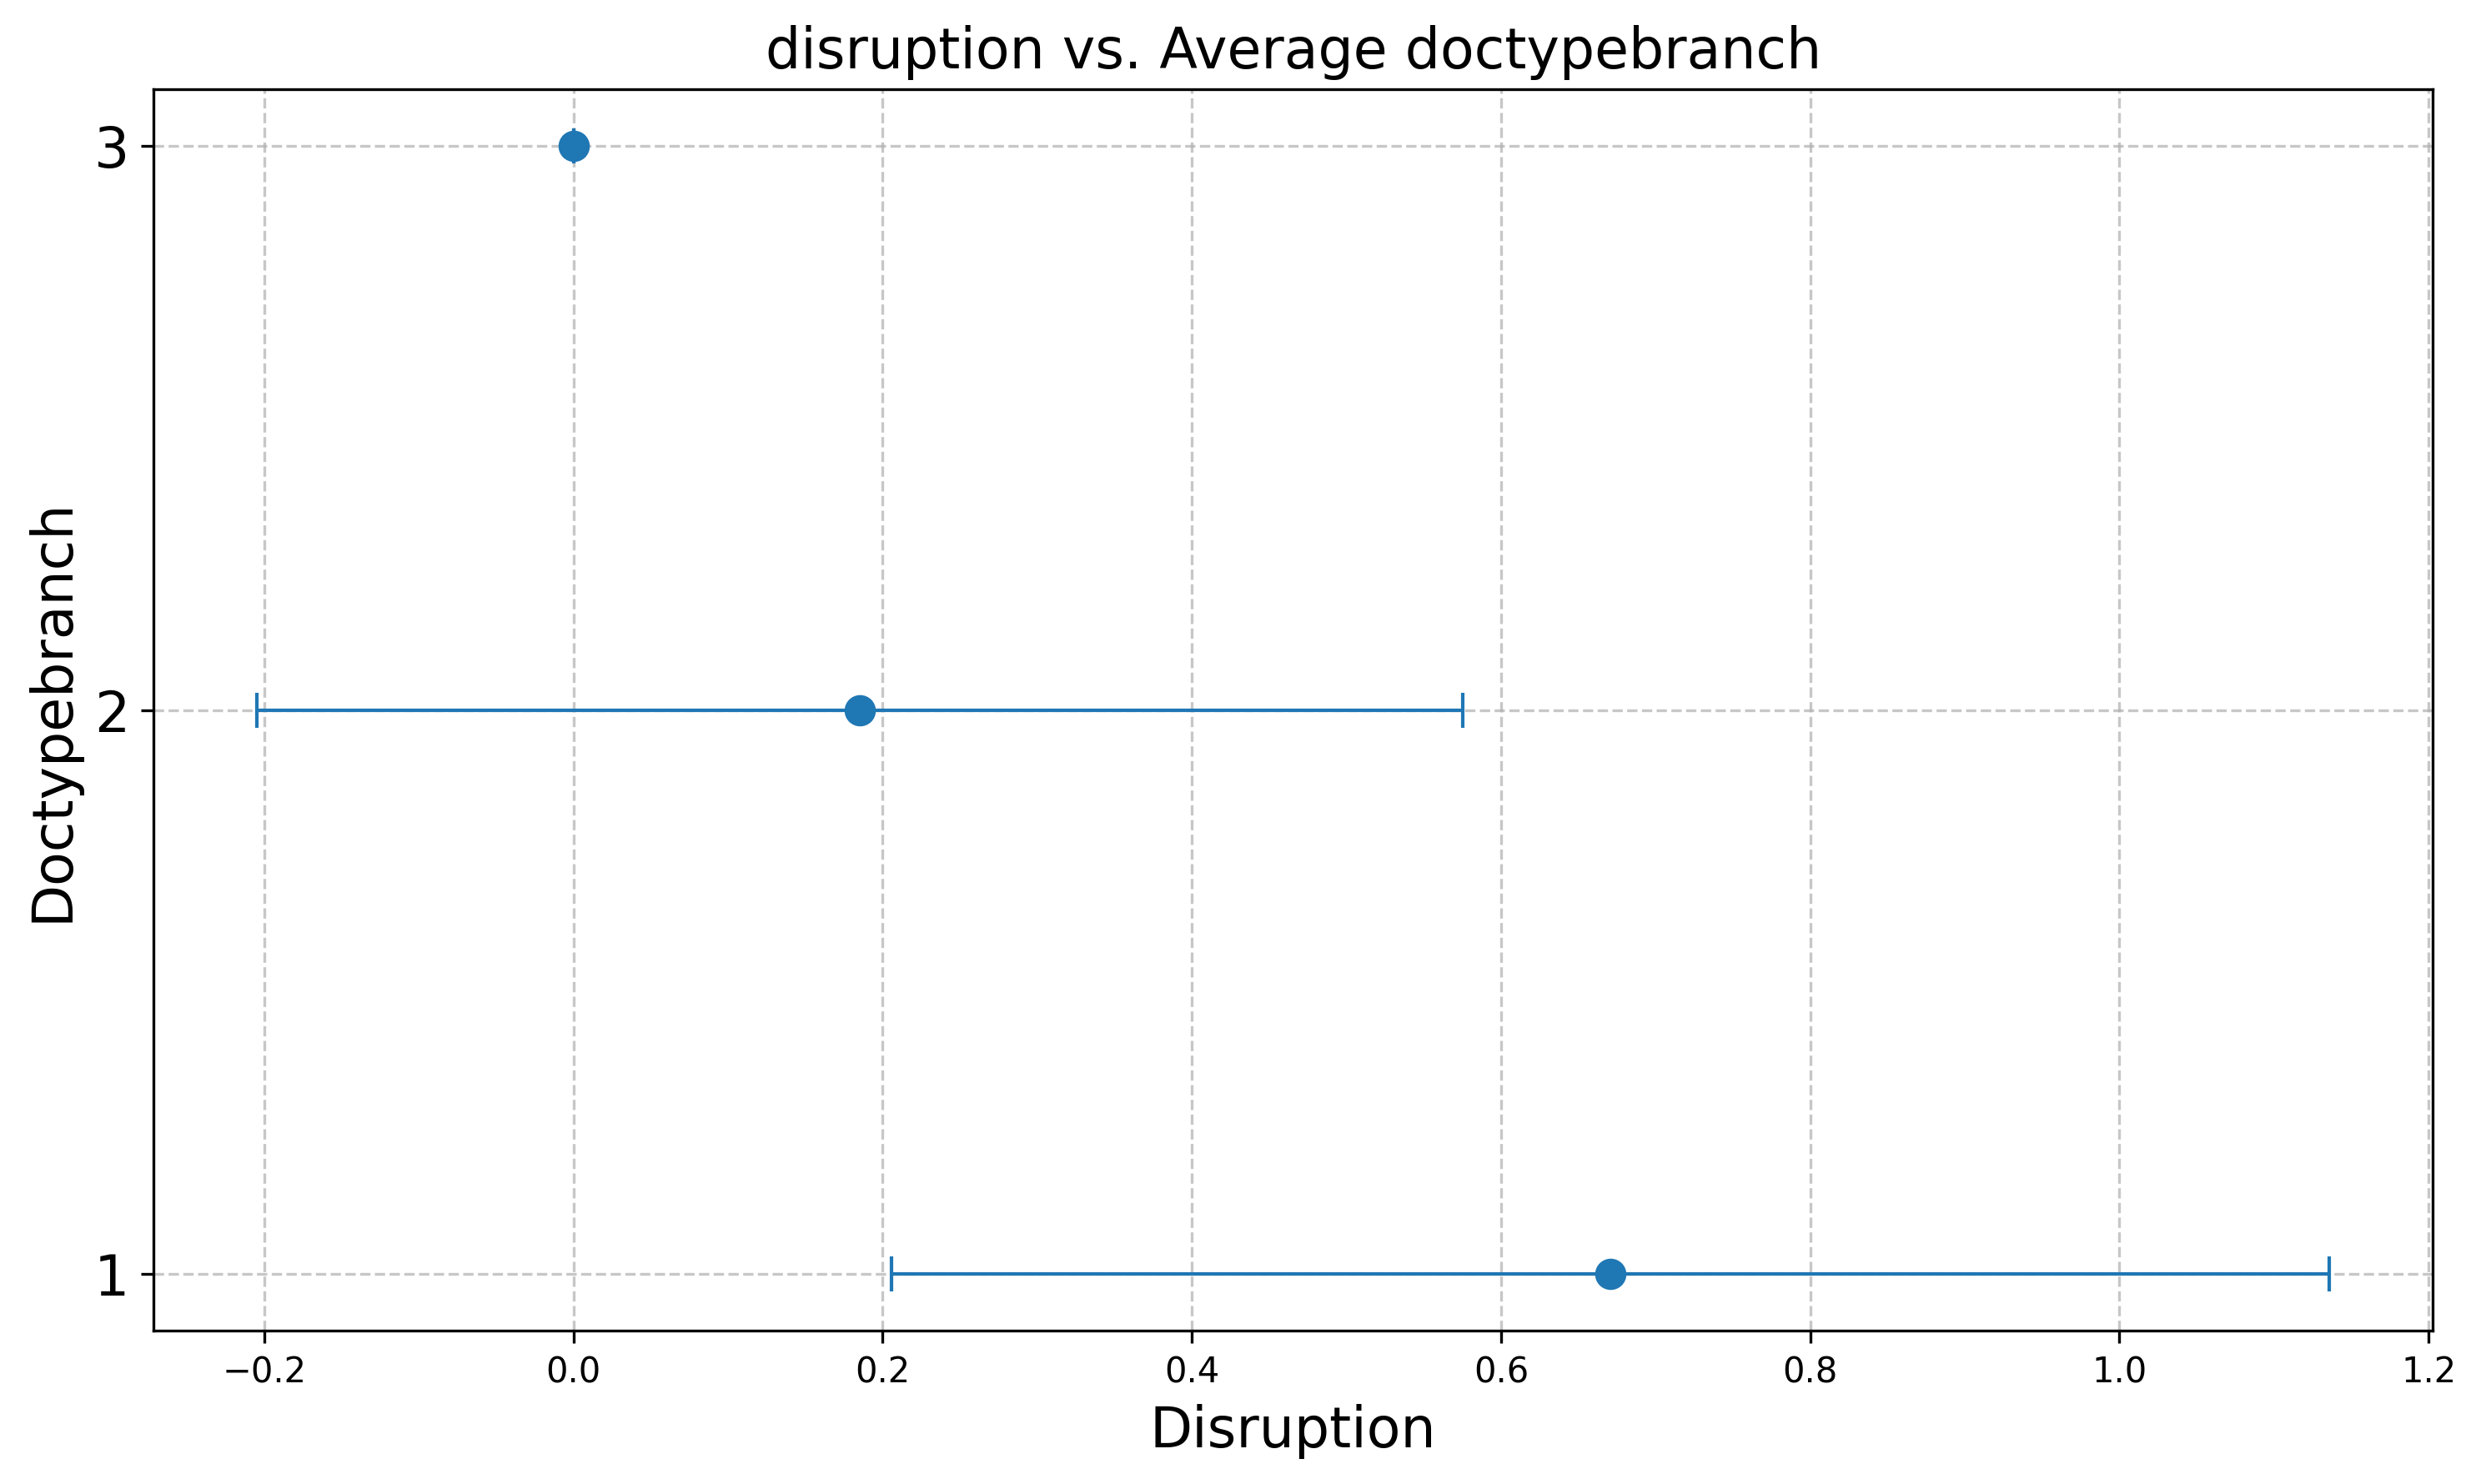 disruption vs. Average doctypebranch
3
2
1
Doctypebranch
−0.2 0.0 0.2 0.4 0.6 0.8 1.0 1.2
Disruption